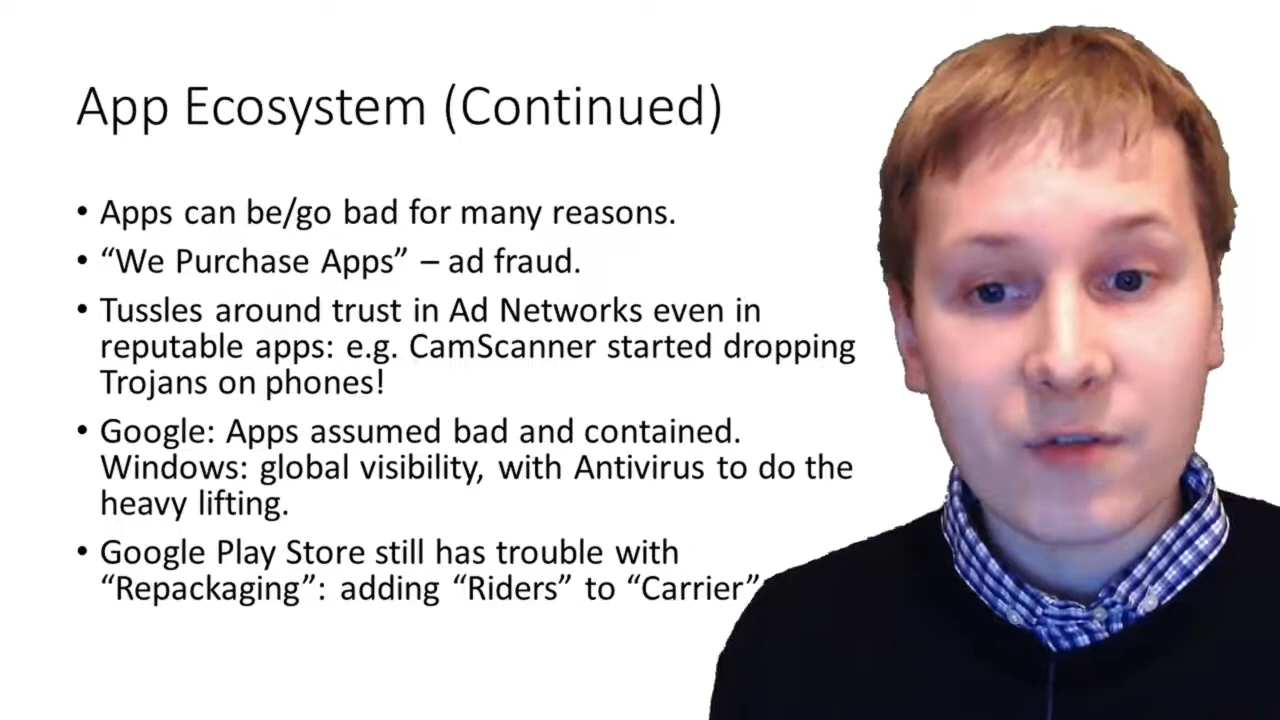 App Ecosystem (Continued)
• Apps can be/go bad for many reasons.
• “We Purchase Apps” – ad fraud.
• Tussles around trust in Ad Networks even in
reputable apps: e.g. CamScanner started dropping
Trojans on phones!
• Google: Apps assumed bad and contained.
Windows: global visibility, with Antivirus to do the
heavy lifting.
• Google Play Store still has trouble with
“Repackaging”: adding “Riders” to “Carrier”